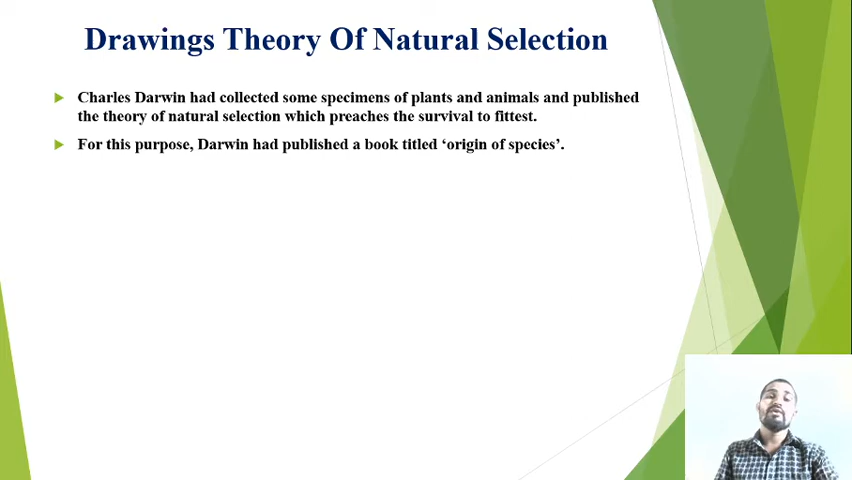 Drawings Theory Of Natural Selection
Charles Darwin had collected some specimens of plants and animals and published
the theory of natural selection which preaches the survival to fittest.
For this purpose, Darwin had published a book titled ‘origin of species’.